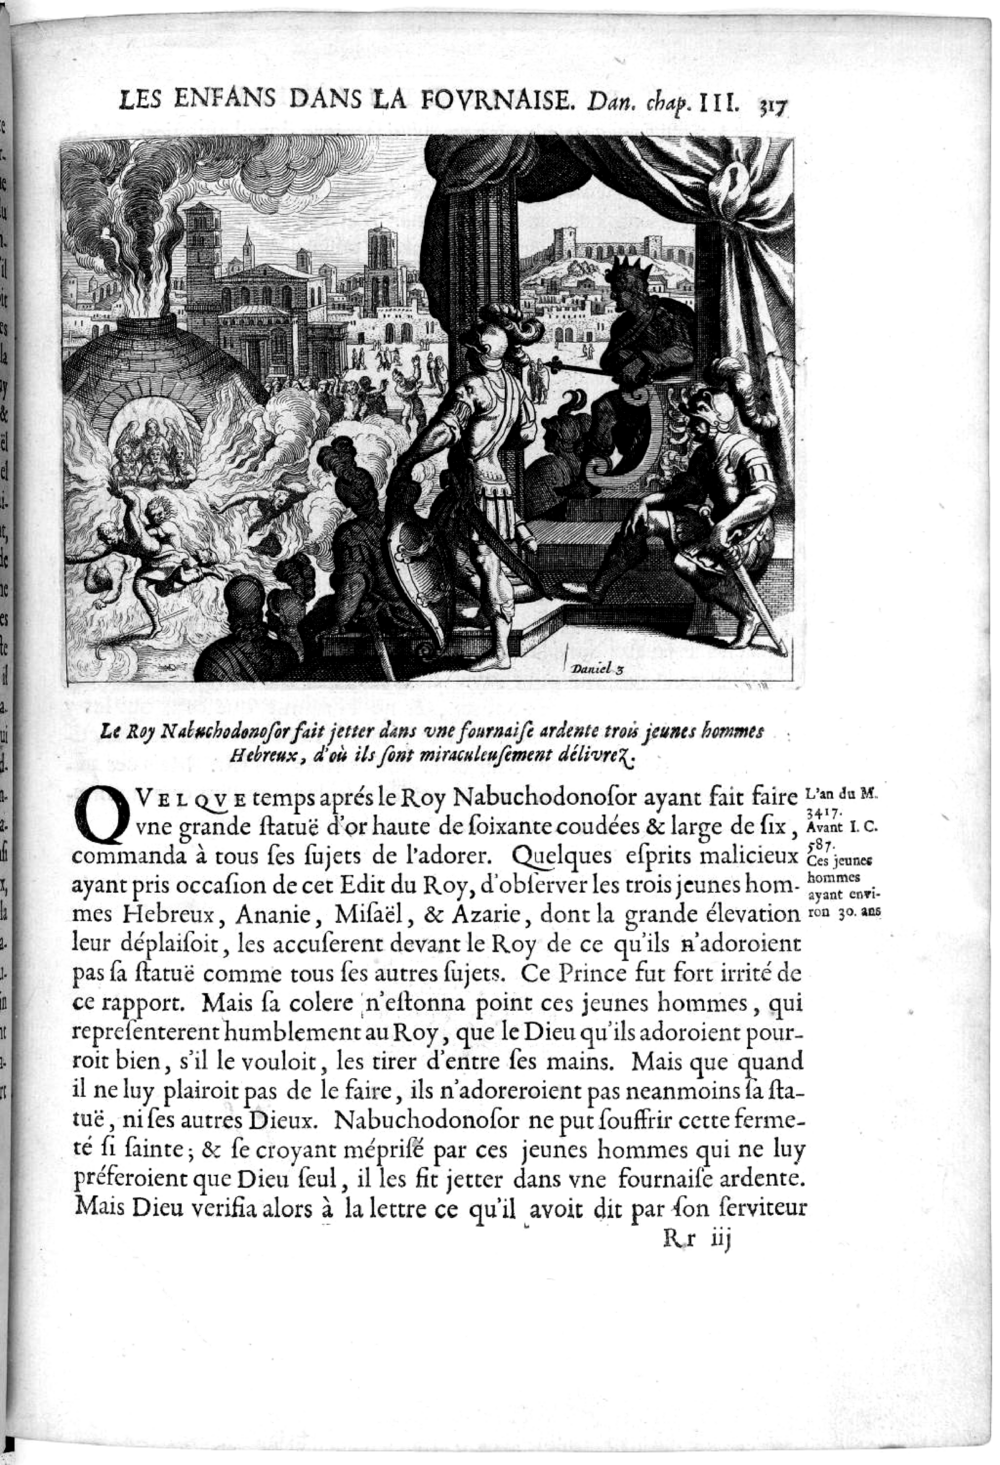 LES ENFANS DANS LA FOVRNAISE. Dan. chap. III. 317
Daniel 3
Le Roy Nabuchodonoſor fait jetter dans vne fournaiſe ardente trois jeunes hommes
Hebreux, d'où ils ſont miraculeuſement délivrez.
QVELQVE temps aprés le Roy Nabuchodonoſor ayant fait faire
vne grande ſtatuë d'or haute de ſoixante coudées & large de ſix,
commanda à tous ſes ſujets de l'adorer. Quelques eſprits malicieux
ayant pris occaſion de cet Edit du Roy, d'obſerver les trois jeunes hom-
mes Hebreux, Ananie, Miſaël, & Azarie, dont la grande élevation
leur déplaiſoit, les accuſerent devant le Roy de ce qu'ils n'adoroient
pas ſa ſtatuë comme tous ſes autres ſujets. Ce Prince fut fort irrité de
ce rapport. Mais ſa colere n'eſtonna point ces jeunes hommes, qui
repreſenterent humblement au Roy, que le Dieu qu'ils adoroient pour-
roit bien, s'il le vouloit, les tirer d'entre ſes mains. Mais que quand
il ne luy plairoit pas de le faire, ils n'adoreroient pas neanmoins ſa ſta-
tuë, ni ſes autres Dieux. Nabuchodonoſor ne put ſouffrir cette ferme-
té ſi ſainte; & ſe croyant mépriſé par ces jeunes hommes qui ne luy
préferoient que Dieu ſeul, il les fit jetter dans vne fournaiſe ardente.
Mais Dieu verifia alors à la lettre ce qu'il avoit dit par ſon ſerviteur
L'an du M.
3417.
Avant I. C.
587.
Ces jeunes
hommes
ayant envi-
ron 30. ans
Rr iij